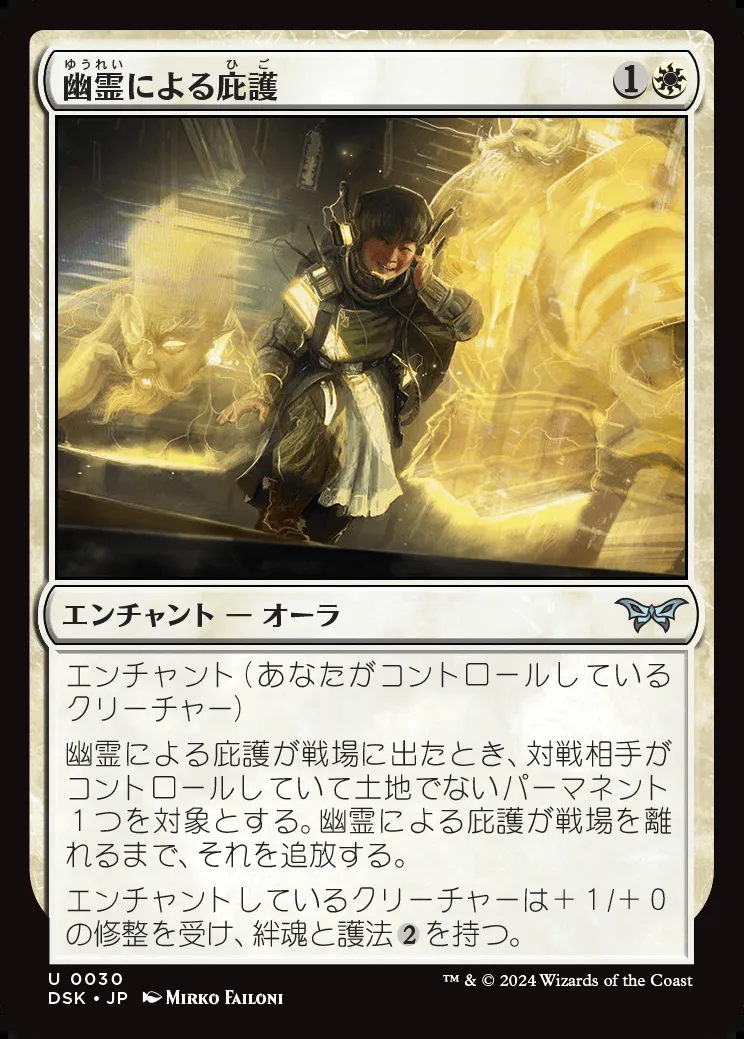 ゆうれい ひご
幽霊による庇護 1
エンチャント — オーラ
エンチャント（あなたがコントロールしている
クリーチャー）
幽霊による庇護が戦場に出たとき、対戦相手が
コントロールしていて土地でないパーマネント
１つを対象とする。幽霊による庇護が戦場を離
れるまで、それを追放する。
エンチャントしているクリーチャーは＋１/＋０
の修整を受け、絆魂と護法2を持つ。
U 0030
DSK • JP Mirko Failoni
™ & © 2024 Wizards of the Coast